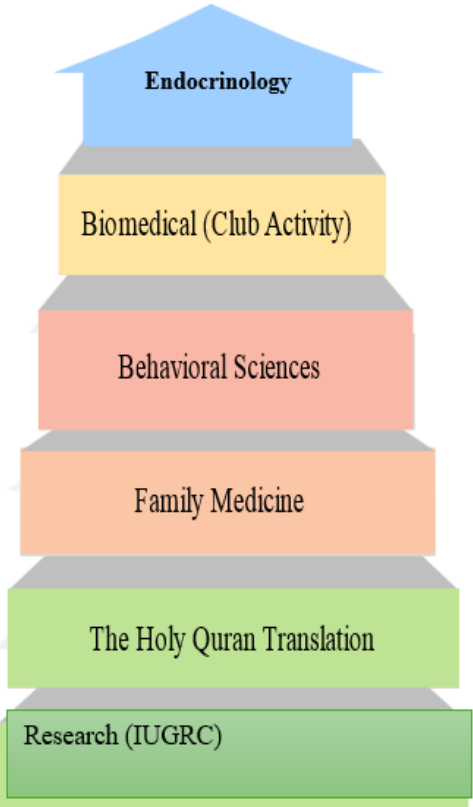 Endocrinology
Biomedical (Club Activity)
Behavioral Sciences
Family Medicine
The Holy Quran Translation
Research (IUGRC)